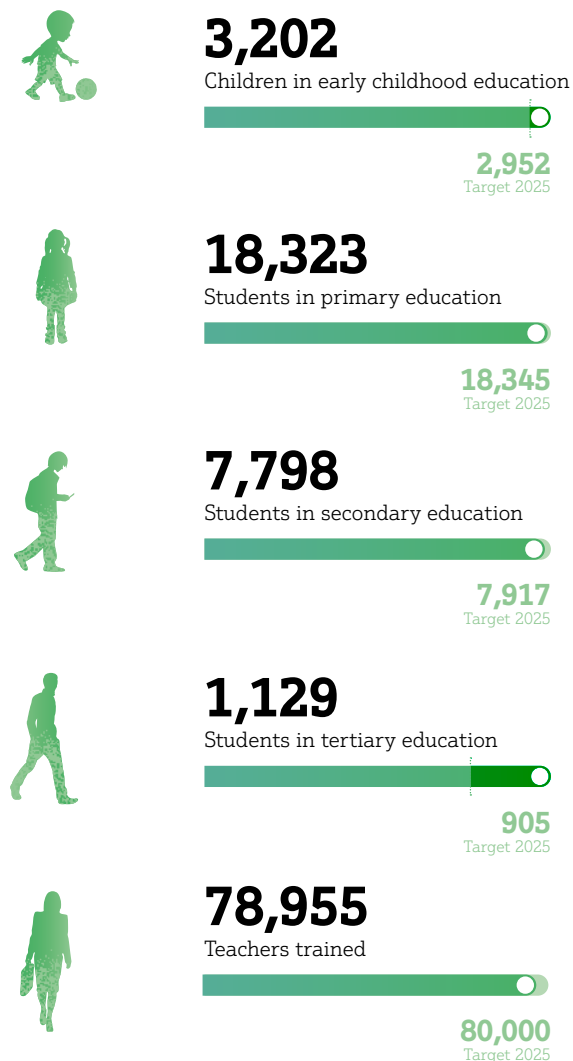 3,202
Children in early childhood education
2,952
Target 2025
18,323
Students in primary education
18,345
Target 2025
7,798
Students in secondary education
7,917
Target 2025
1,129
Students in tertiary education
905
Target 2025
78,955
Teachers trained
80,000
Target 2025